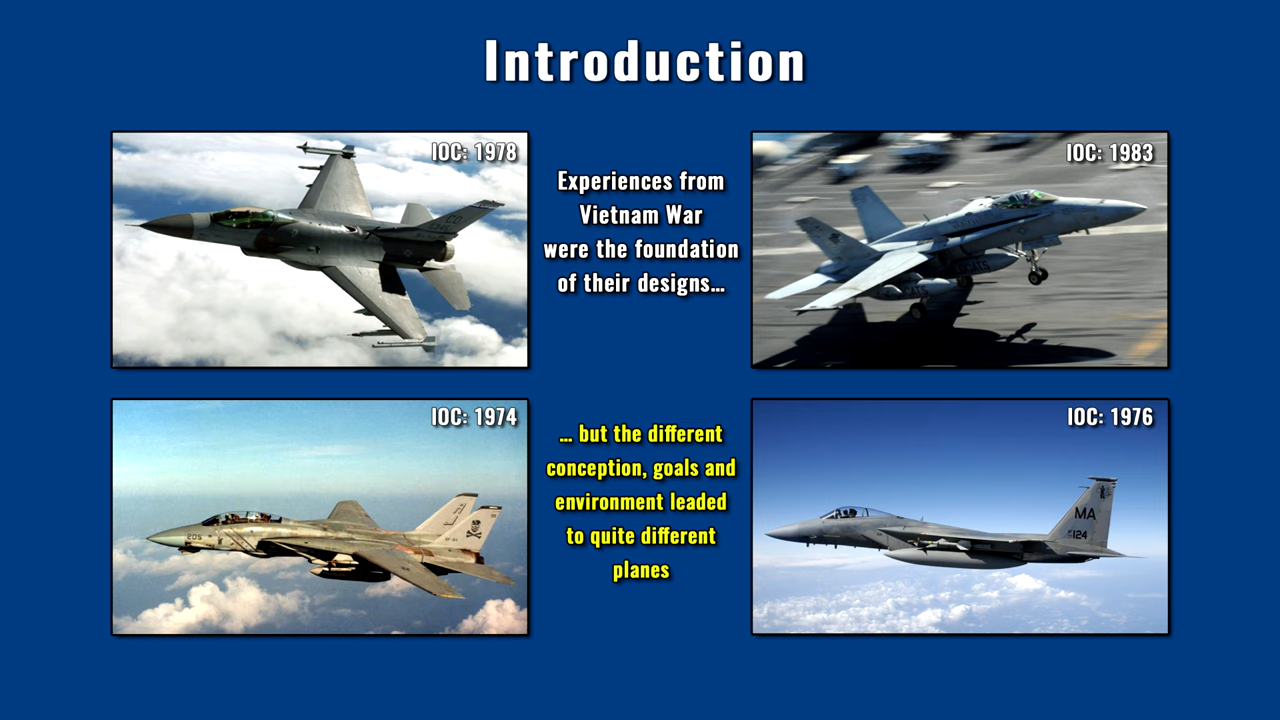 Introduction
IOC: 1978
Experiences from
Vietnam War
were the foundation
of their designs...
IOC: 1983
IOC: 1974
... but the different
conception, goals and
environment leaded
to quite different
planes
IOC: 1976
205
MA
124